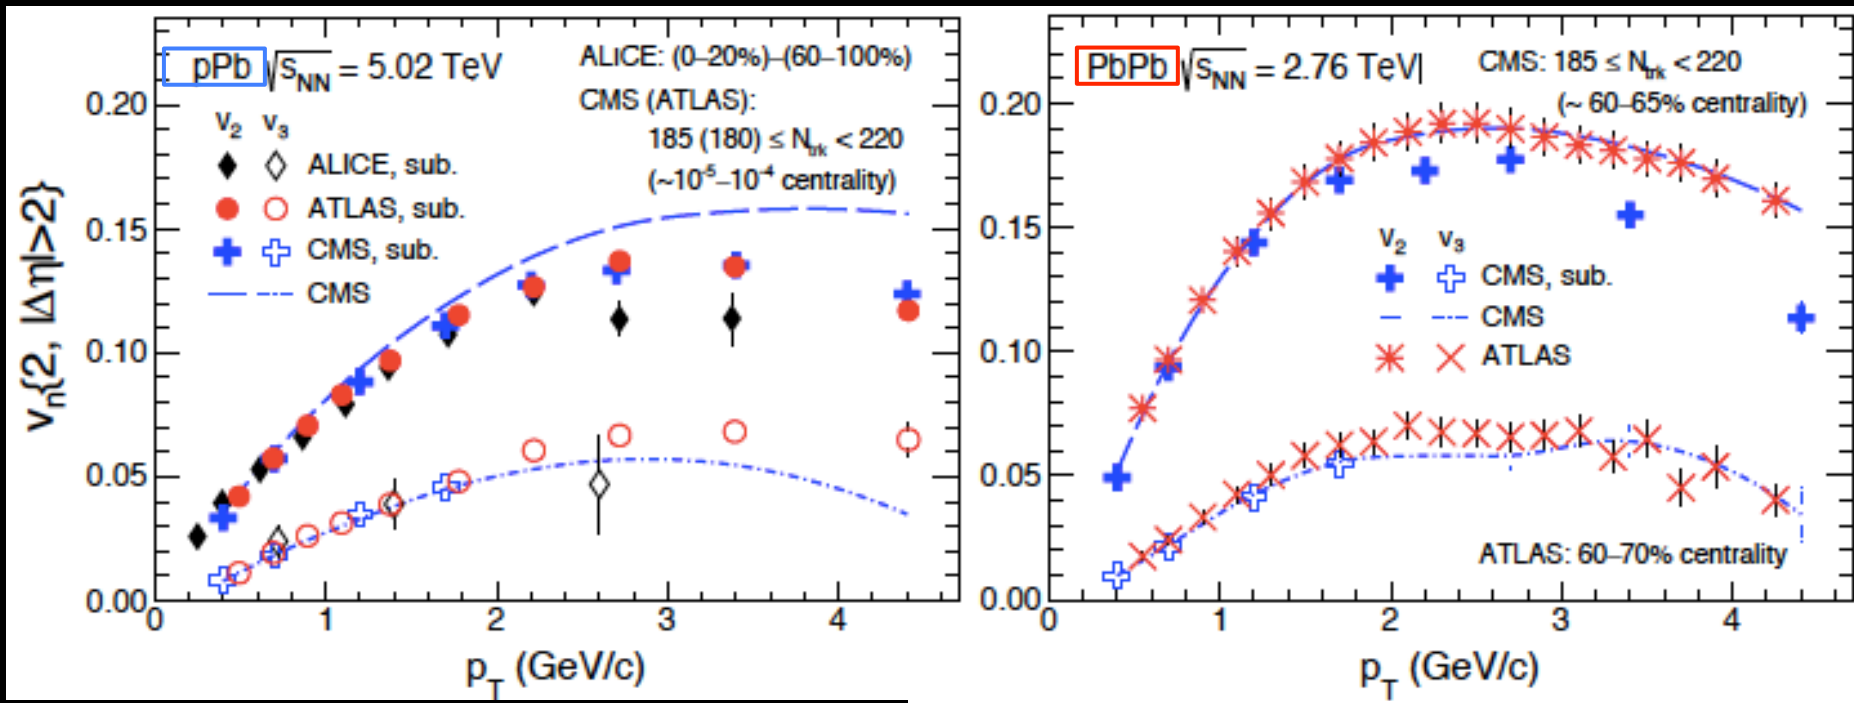 pPb √sNN = 5.02 TeV
ALICE: (0–20%)–(60–100%)
CMS (ATLAS):
185 (180) ≤ Ntrk < 220
(~10-5–10-4 centrality)
v2 v3
ALICE, sub.
ATLAS, sub.
CMS, sub.
CMS
vn{2, |Δη|>2}
0.20
0.15
0.10
0.05
0.00
0 1 2 3 4
pT (GeV/c)
PbPb √sNN = 2.76 TeV|
CMS: 185 ≤ Ntrk < 220
(~ 60–65% centrality)
v2 v3
CMS, sub.
CMS
ATLAS
ATLAS: 60–70% centrality
0.20
0.15
0.10
0.05
0.00
0 1 2 3 4
pT (GeV/c)